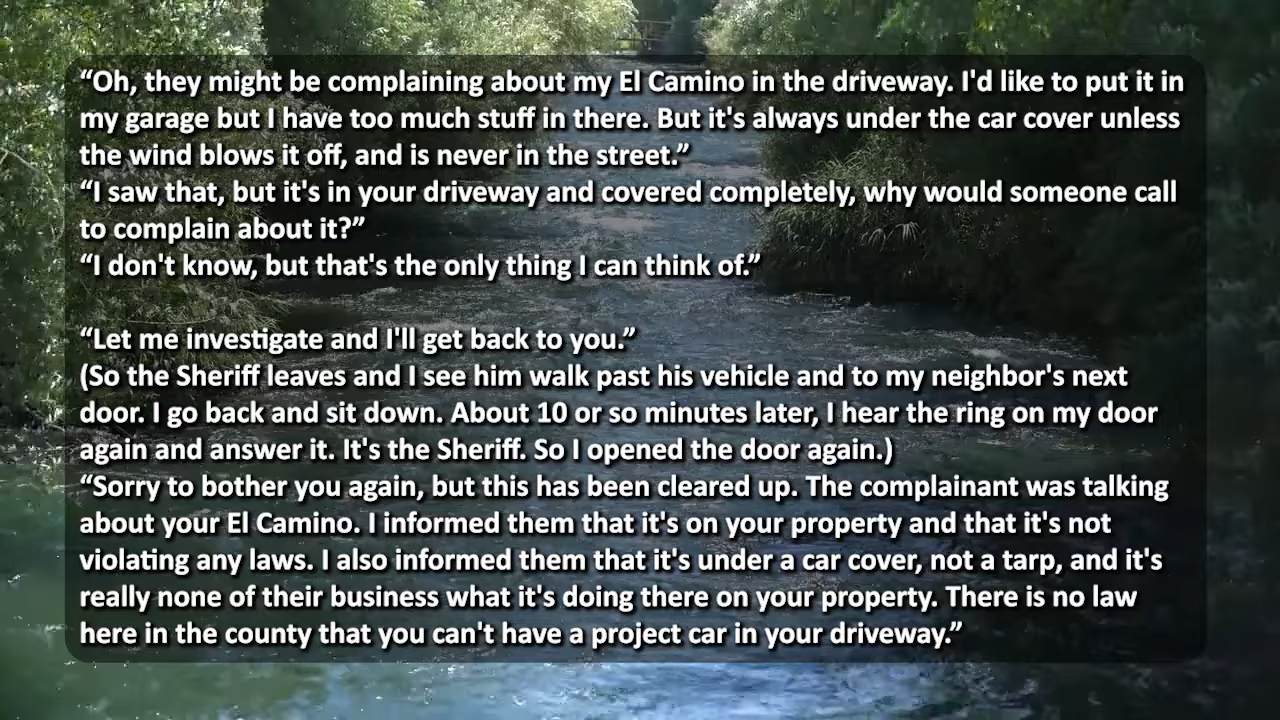 “Oh, they might be complaining about my El Camino in the driveway. I'd like to put it in
my garage but I have too much stuff in there. But it's always under the car cover unless
the wind blows it off, and is never in the street.”
“I saw that, but it's in your driveway and covered completely, why would someone call
to complain about it?”
“I don't know, but that's the only thing I can think of.”
“Let me investigate and I'll get back to you.”
(So the Sheriff leaves and I see him walk past his vehicle and to my neighbor's next
door. I go back and sit down. About 10 or so minutes later, I hear the ring on my door
again and answer it. It's the Sheriff. So I opened the door again.)
“Sorry to bother you again, but this has been cleared up. The complainant was talking
about your El Camino. I informed them that it's on your property and that it's not
violating any laws. I also informed them that it's under a car cover, not a tarp, and it's
really none of their business what it's doing there on your property. There is no law
here in the county that you can't have a project car in your driveway.”